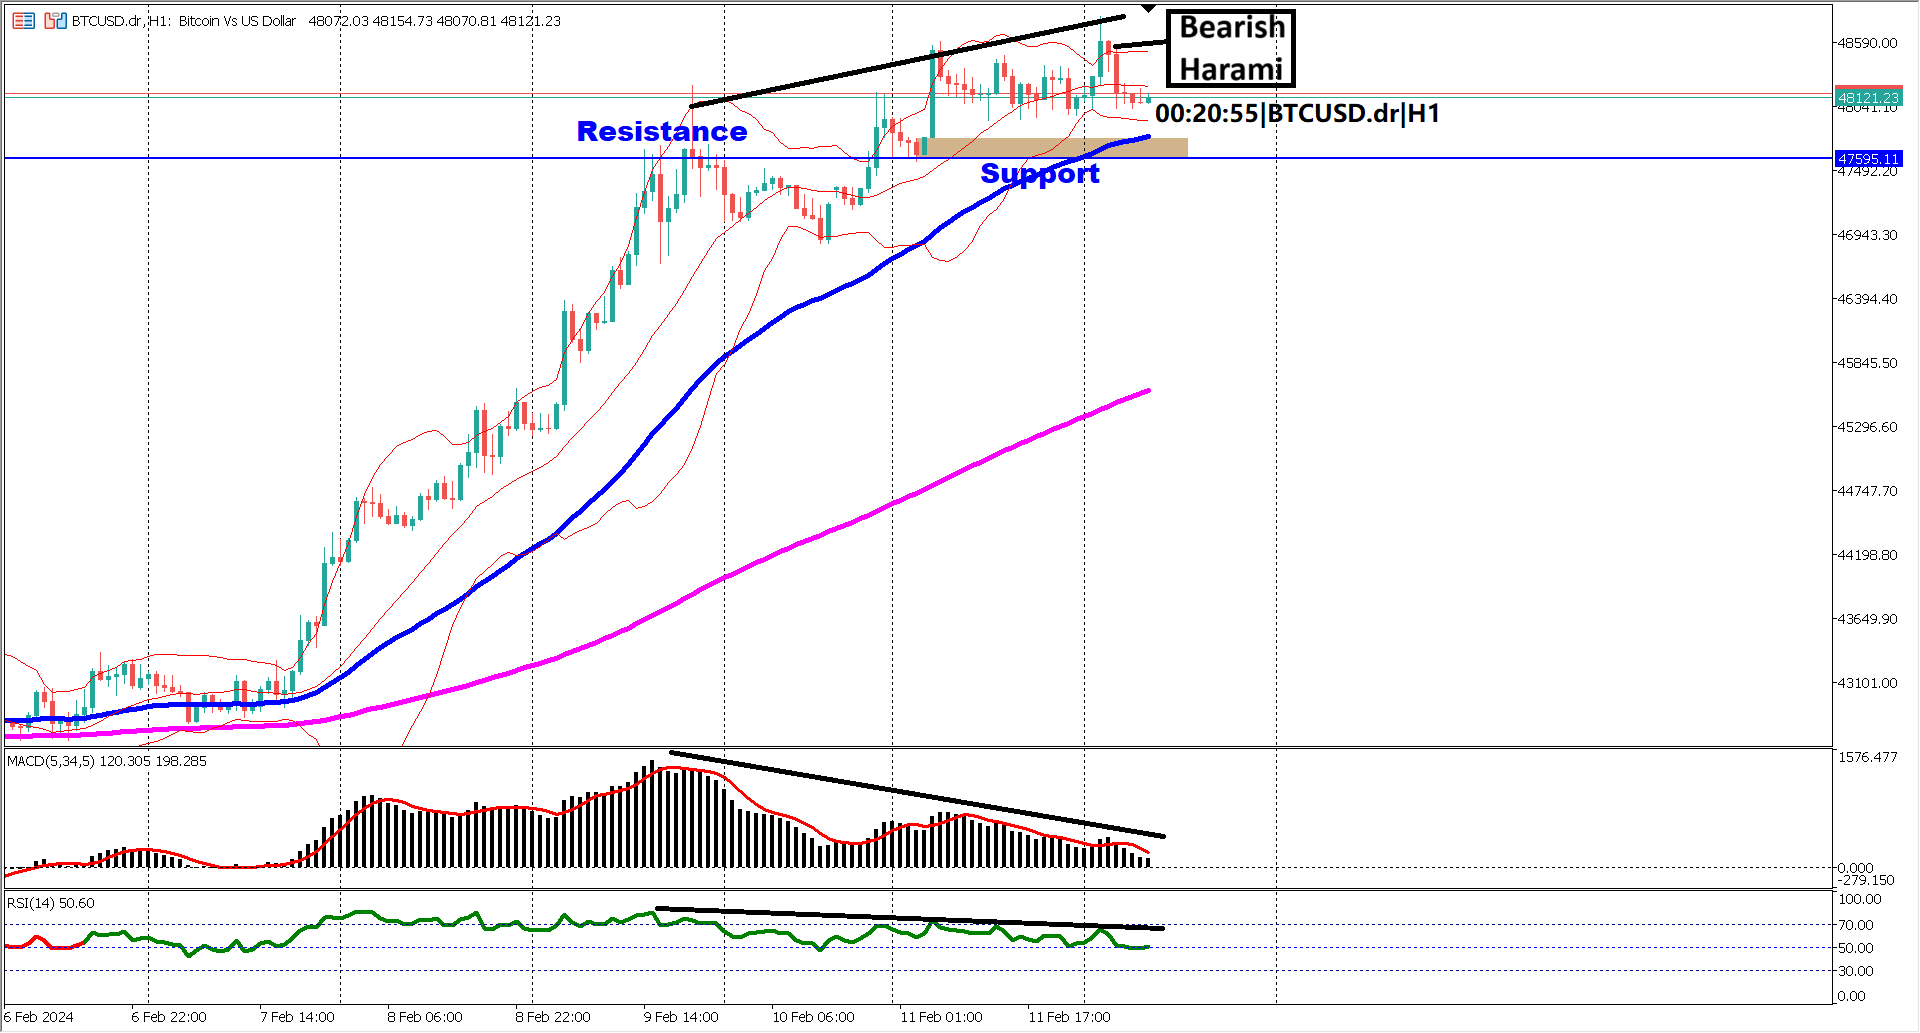 BTCUSD.dr, H1: Bitcoin Vs US Dollar 48072.03 48154.73 48070.81 48121.23
Bearish
Harami
48590.00
48121.23
48041.10
00:20:55|BTCUSD.dr|H1
Resistance
47595.11
Support
47492.20
46943.30
46394.40
45845.50
45296.60
44747.70
44198.80
43649.90
43101.00
MACD(5,34,5) 120.305 198.285
1576.477
0.000
-279.150
RSI(14) 50.60
100.00
70.00
50.00
30.00
0.00
6 Feb 2024 6 Feb 22:00 7 Feb 14:00 8 Feb 06:00 8 Feb 22:00 9 Feb 14:00 10 Feb 06:00 11 Feb 01:00 11 Feb 17:00